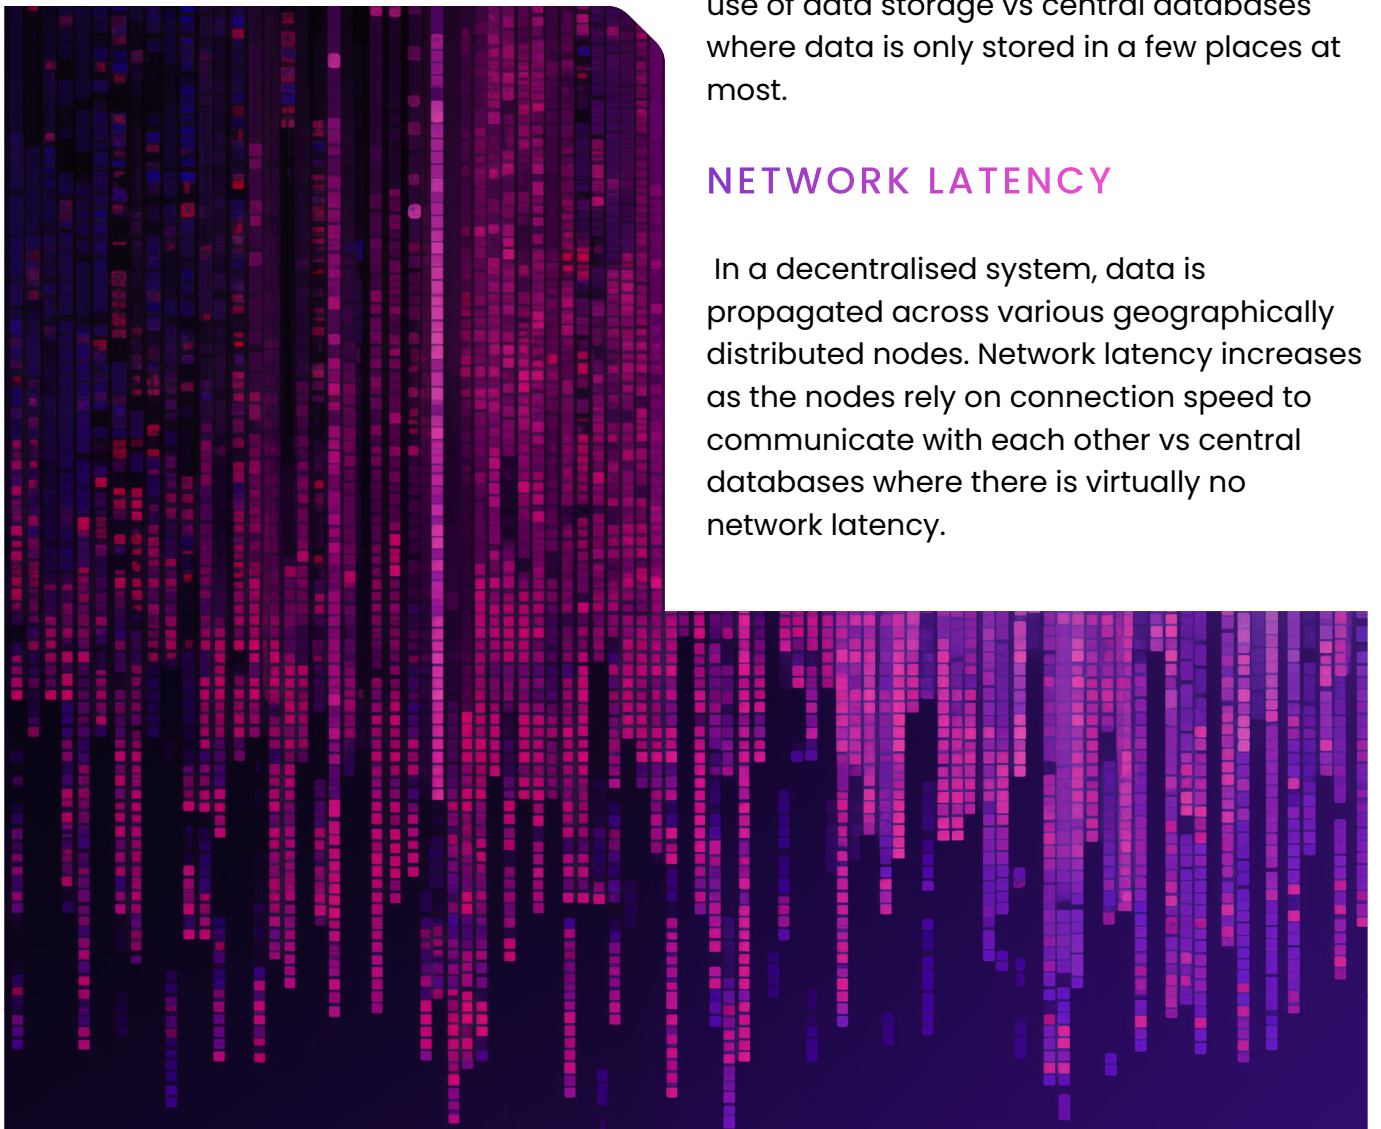 use of data storage vs central databases
where data is only stored in a few places at
most.
NETWORK LATENCY
In a decentralised system, data is
propagated across various geographically
distributed nodes. Network latency increases
as the nodes rely on connection speed to
communicate with each other vs central
databases where there is virtually no
network latency.